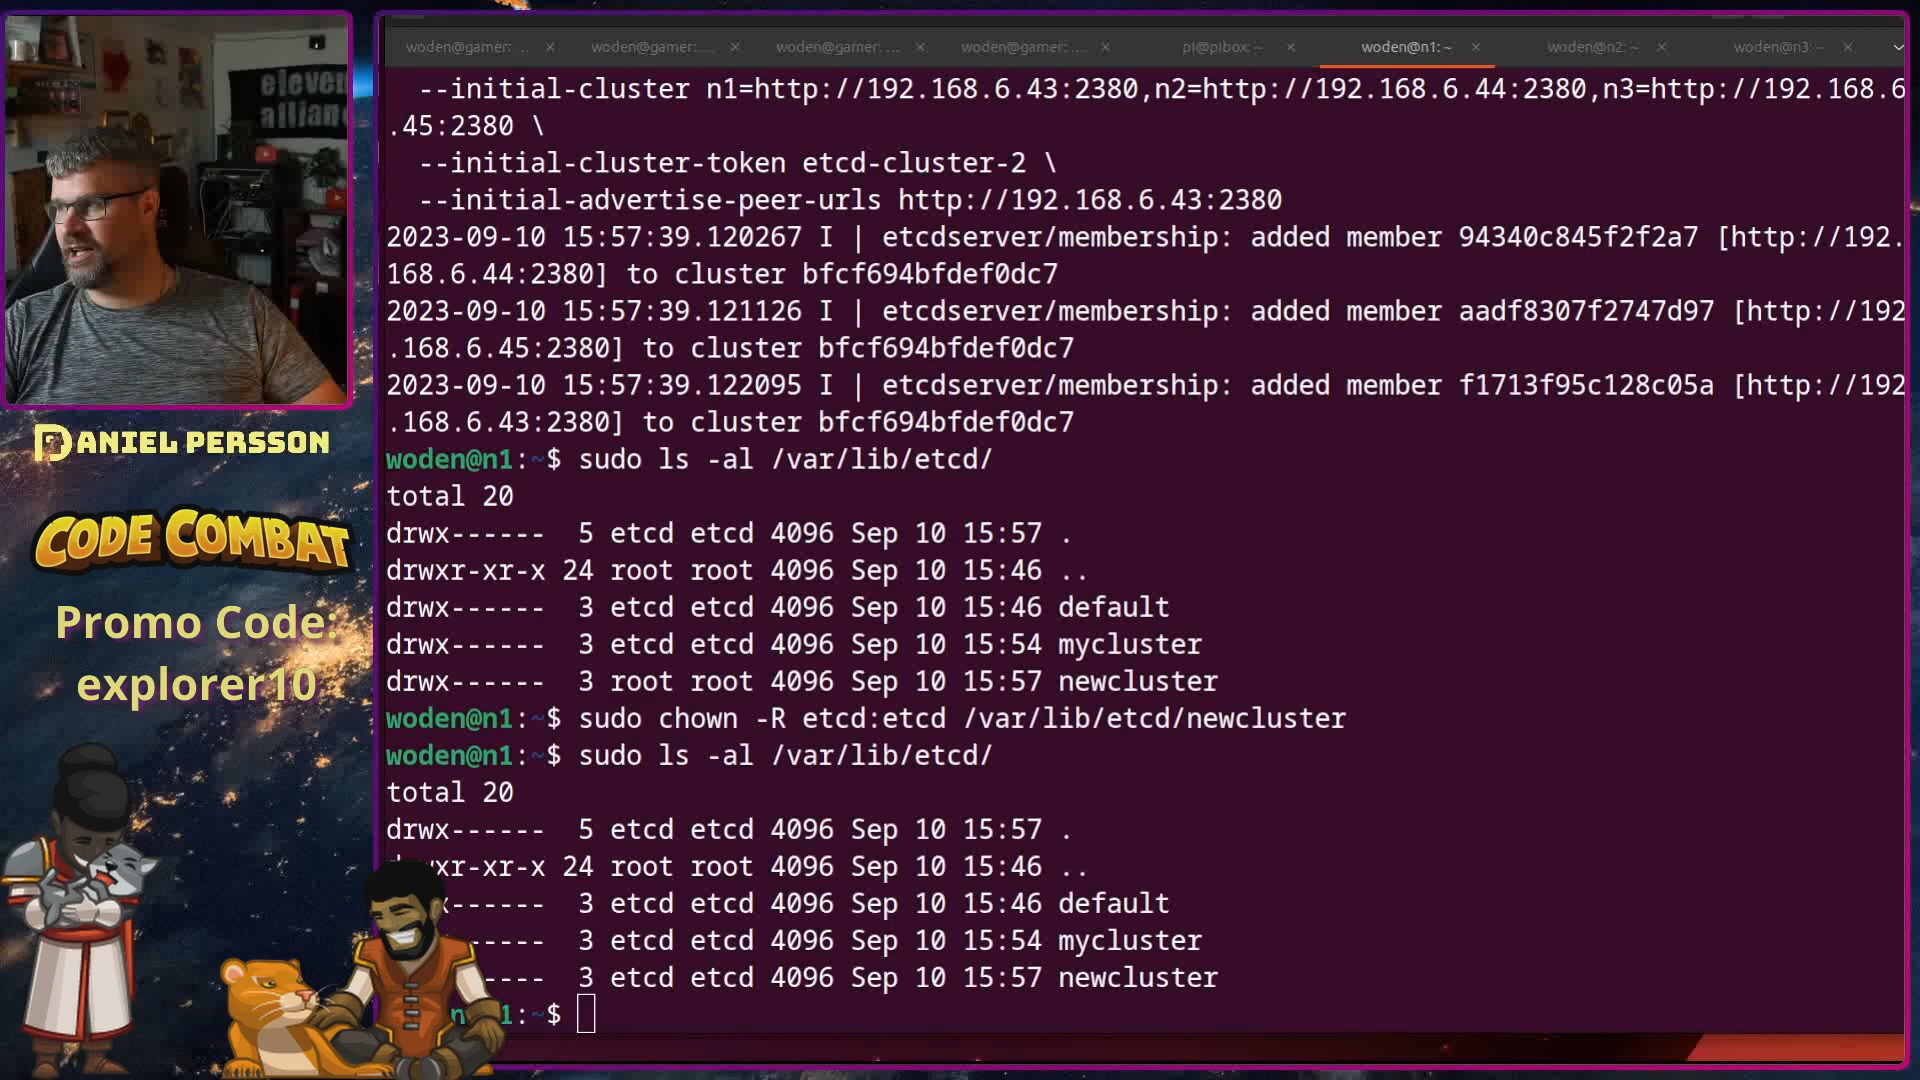 woden@gamer: ...
woden@gamer:...
woden@gamer: ...
woden@gamer: ...
pi@pibox: ~
woden@n1: ~
woden@n2: ~
woden@n3: ~
--initial-cluster n1=http://192.168.6.43:2380,n2=http://192.168.6.44:2380,n3=http://192.168.6
.45:2380 \
--initial-cluster-token etcd-cluster-2 \
--initial-advertise-peer-urls http://192.168.6.43:2380
2023-09-10 15:57:39.120267 I | etcdserver/membership: added member 94340c845f2f2a7 [http://192.
168.6.44:2380] to cluster bfcf694bfdef0dc7
2023-09-10 15:57:39.121126 I | etcdserver/membership: added member aadf8307f2747d97 [http://192
.168.6.45:2380] to cluster bfcf694bfdef0dc7
2023-09-10 15:57:39.122095 I | etcdserver/membership: added member f1713f95c128c05a [http://192
.168.6.43:2380] to cluster bfcf694bfdef0dc7
woden@n1:~$ sudo ls -al /var/lib/etcd/
total 20
drwx------  5 etcd etcd 4096 Sep 10 15:57 .
drwxr-xr-x 24 root root 4096 Sep 10 15:46 ..
drwx------  3 etcd etcd 4096 Sep 10 15:46 default
drwx------  3 etcd etcd 4096 Sep 10 15:54 mycluster
drwx------  3 root root 4096 Sep 10 15:57 newcluster
woden@n1:~$ sudo chown -R etcd:etcd /var/lib/etcd/newcluster
woden@n1:~$ sudo ls -al /var/lib/etcd/
total 20
drwx------  5 etcd etcd 4096 Sep 10 15:57 .
drwxr-xr-x 24 root root 4096 Sep 10 15:46 ..
x------  3 etcd etcd 4096 Sep 10 15:46 default
----  3 etcd etcd 4096 Sep 10 15:54 mycluster
----  3 etcd etcd 4096 Sep 10 15:57 newcluster
n1:~$
eleven
allian
DANIEL PERSSON
CODE COMBAT
Promo Code:
explorer10